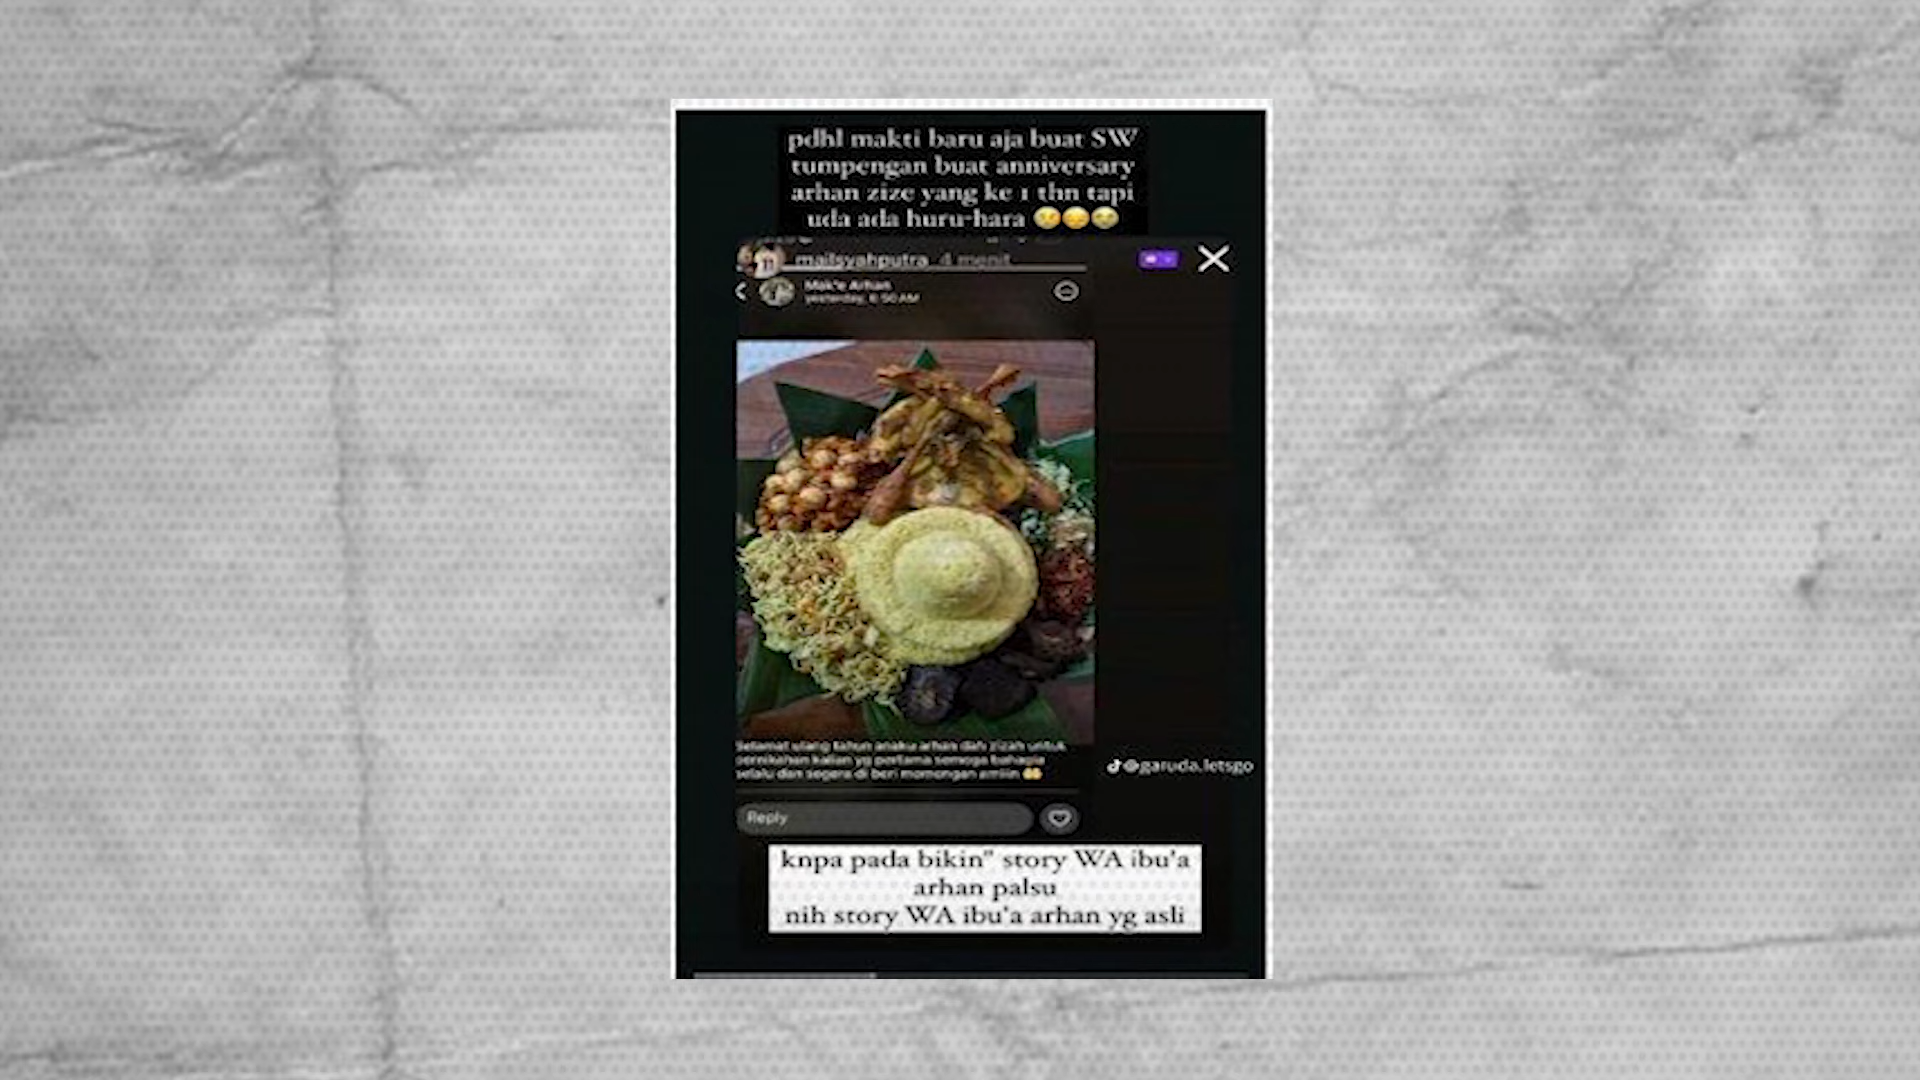 pdhl makti baru aja buat SW
tumpengan buat anniversary
arhan zize yang ke 1 thn tapi
uda ada huru-hara 😢😞😢
mailsyahputra 4 menit
Mak'e Arhan
yesterday, 6:50 AM
Selamat ulang tahun anaku arhan dan zizah untuk
pernikahan kalian yg pertama semoga bahagia
selalu dan segera di beri momongan amiiin 🤲
@garuda.letsgo
Reply
knpa pada bikin" story WA ibu'a
arhan palsu
nih story WA ibu'a arhan yg asli